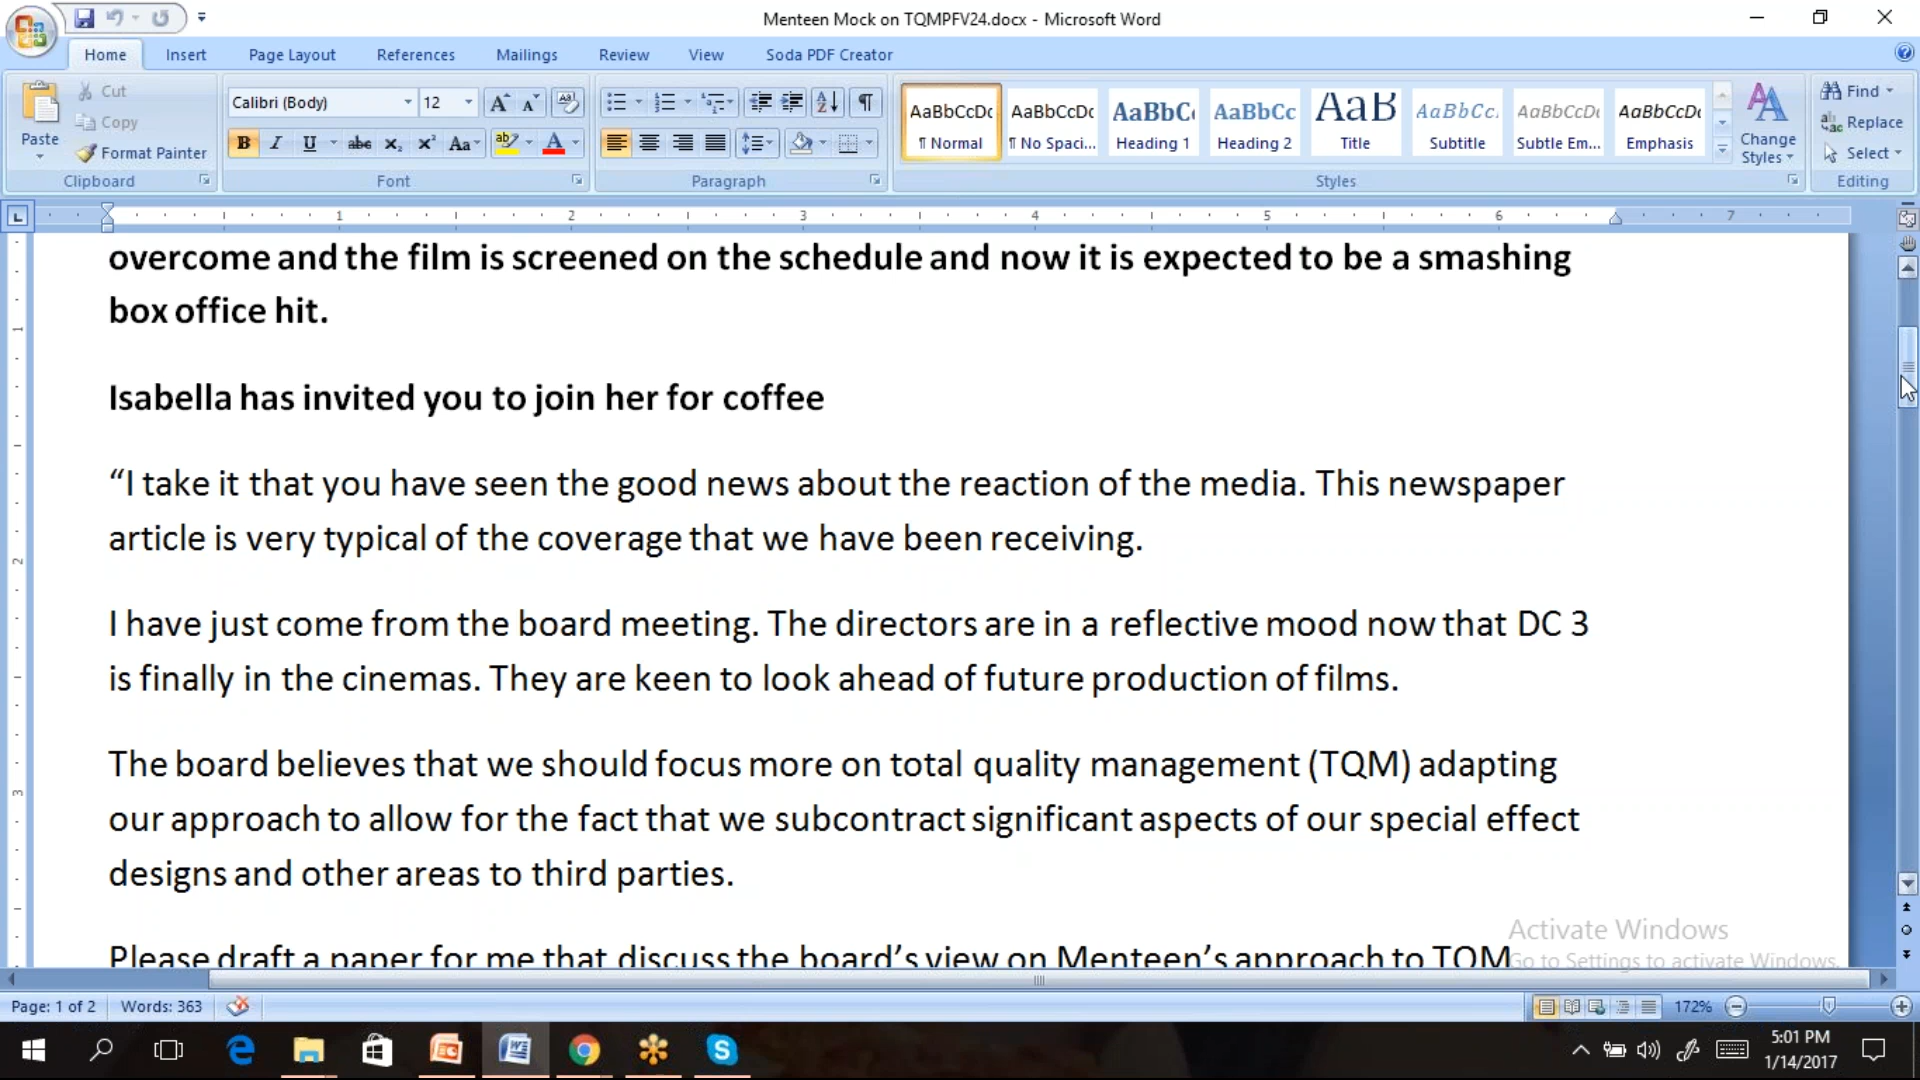 Menteen Mock on TQMPFV24.docx - Microsoft Word
Home Insert Page Layout References Mailings Review View Soda PDF Creator
Paste
Cut
Copy
Format Painter
Clipboard
Calibri (Body) 12
B I U abc x₂ x² Aa
Font
Paragraph
AaBbCcDc AaBbCcDc AaBbC AaBbCc AaB AaBbCc. AaBbCcDc AaBbCcDc
¶ Normal ¶ No Spaci... Heading 1 Heading 2 Title Subtitle Subtle Em... Emphasis
Change
Styles
Styles
Find
Replace
Select
Editing
1 2 3 4 5 6 7
overcome and the film is screened on the schedule and now it is expected to be a smashing
box office hit.
Isabella has invited you to join her for coffee
“I take it that you have seen the good news about the reaction of the media. This newspaper
article is very typical of the coverage that we have been receiving.
I have just come from the board meeting. The directors are in a reflective mood now that DC 3
is finally in the cinemas. They are keen to look ahead of future production of films.
The board believes that we should focus more on total quality management (TQM) adapting
our approach to allow for the fact that we subcontract significant aspects of our special effect
designs and other areas to third parties.
Please draft a paper for me that discuss the board’s view on Menteen’s approach to TQM
Activate Windows
Go to Settings to activate Windows.
Page: 1 of 2 Words: 363 172%
5:01 PM
1/14/2017